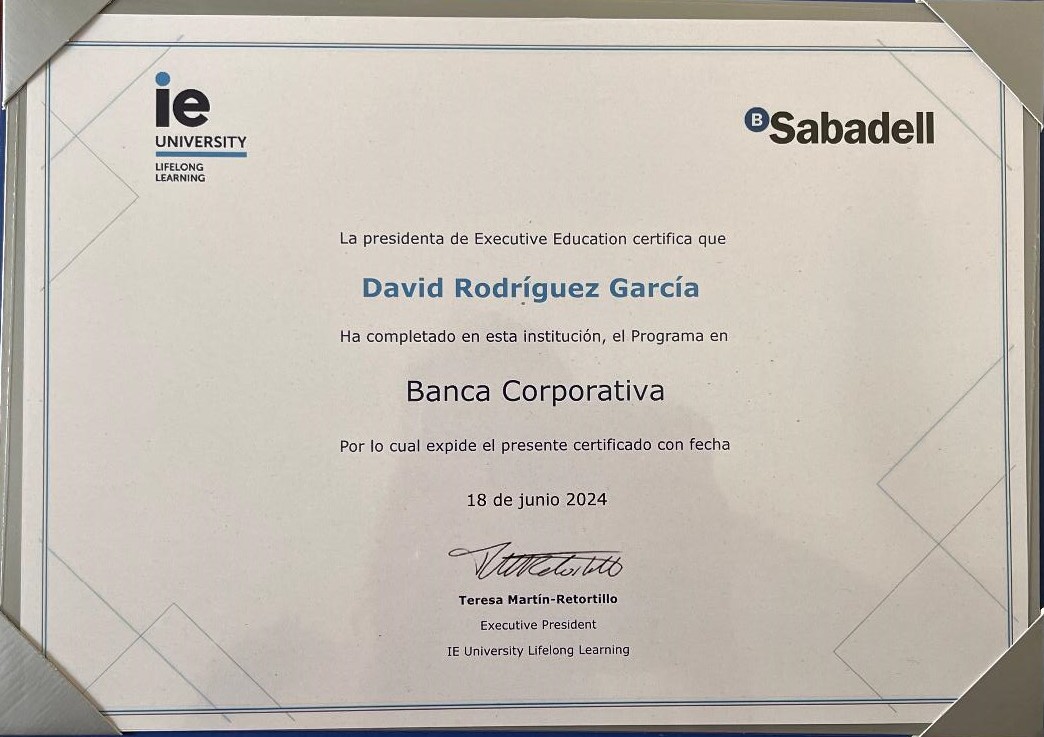 ie
UNIVERSITY
LIFELONG
LEARNING
B Sabadell
La presidenta de Executive Education certifica que
David Rodríguez García
Ha completado en esta institución, el Programa en
Banca Corporativa
Por lo cual expide el presente certificado con fecha
18 de junio 2024
Teresa Martín-Retortillo
Executive President
IE University Lifelong Learning